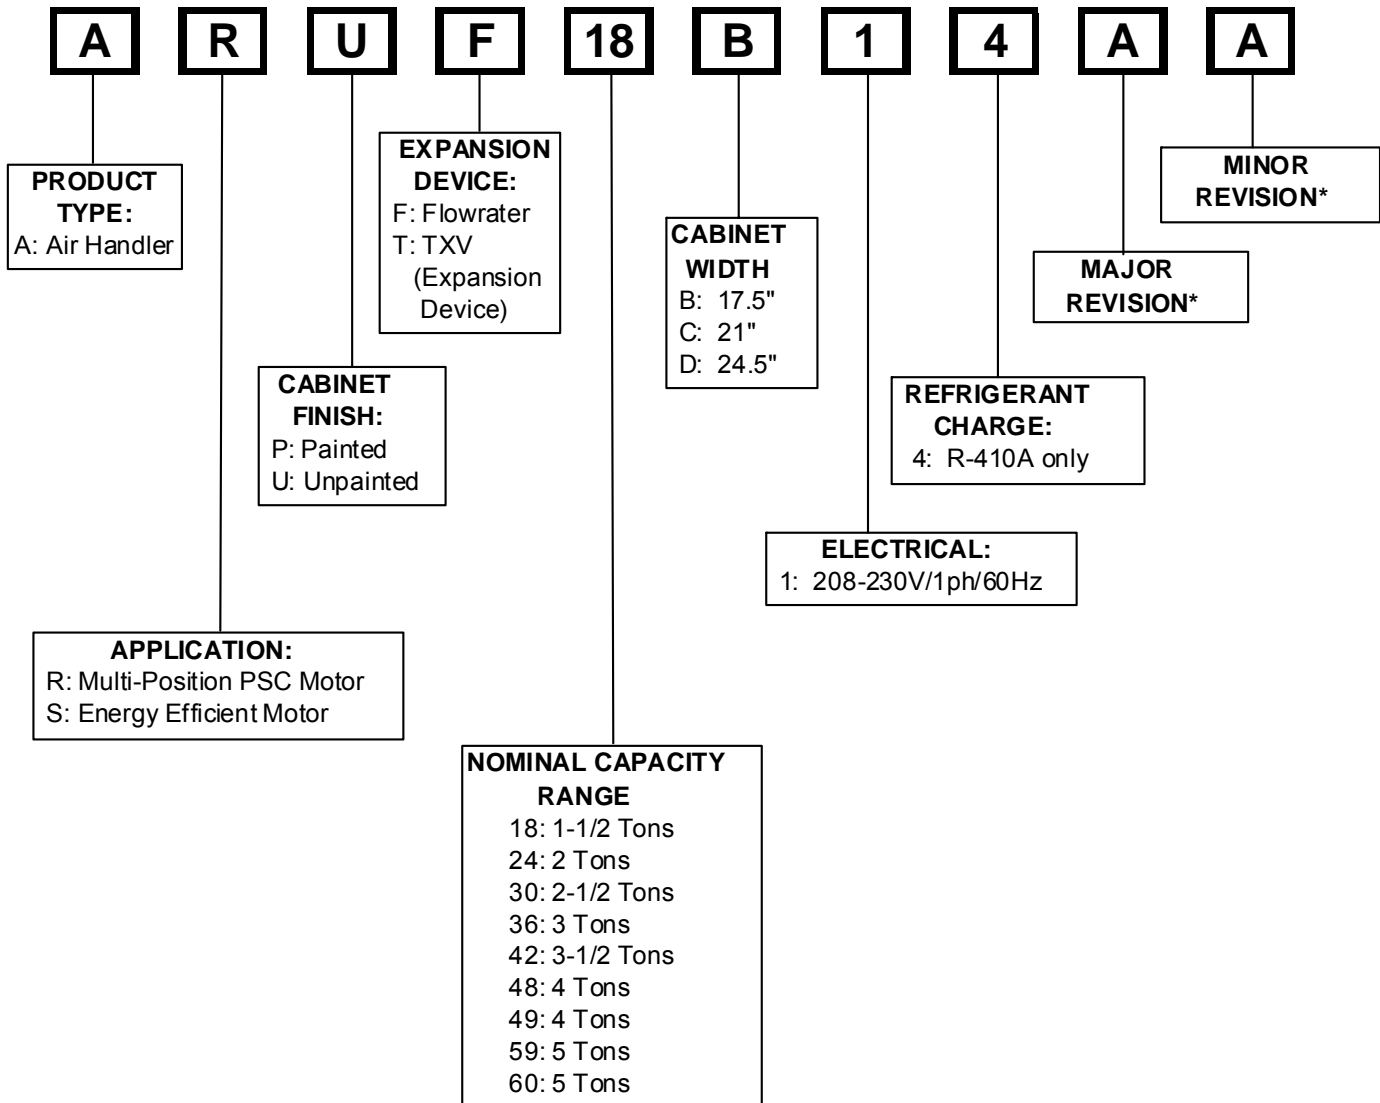 A R U F 18 B 1 4 A A
PRODUCT
TYPE:
A: Air Handler
EXPANSION
DEVICE:
F: Flowrater
T: TXV
(Expansion
Device)
MINOR
REVISION*
CABINET
WIDTH
B: 17.5"
C: 21"
D: 24.5"
MAJOR
REVISION*
CABINET
FINISH:
P: Painted
U: Unpainted
REFRIGERANT
CHARGE:
4: R-410A only
ELECTRICAL:
1: 208-230V/1ph/60Hz
APPLICATION:
R: Multi-Position PSC Motor
S: Energy Efficient Motor
NOMINAL CAPACITY
RANGE
18: 1-1/2 Tons
24: 2 Tons
30: 2-1/2 Tons
36: 3 Tons
42: 3-1/2 Tons
48: 4 Tons
49: 4 Tons
59: 5 Tons
60: 5 Tons